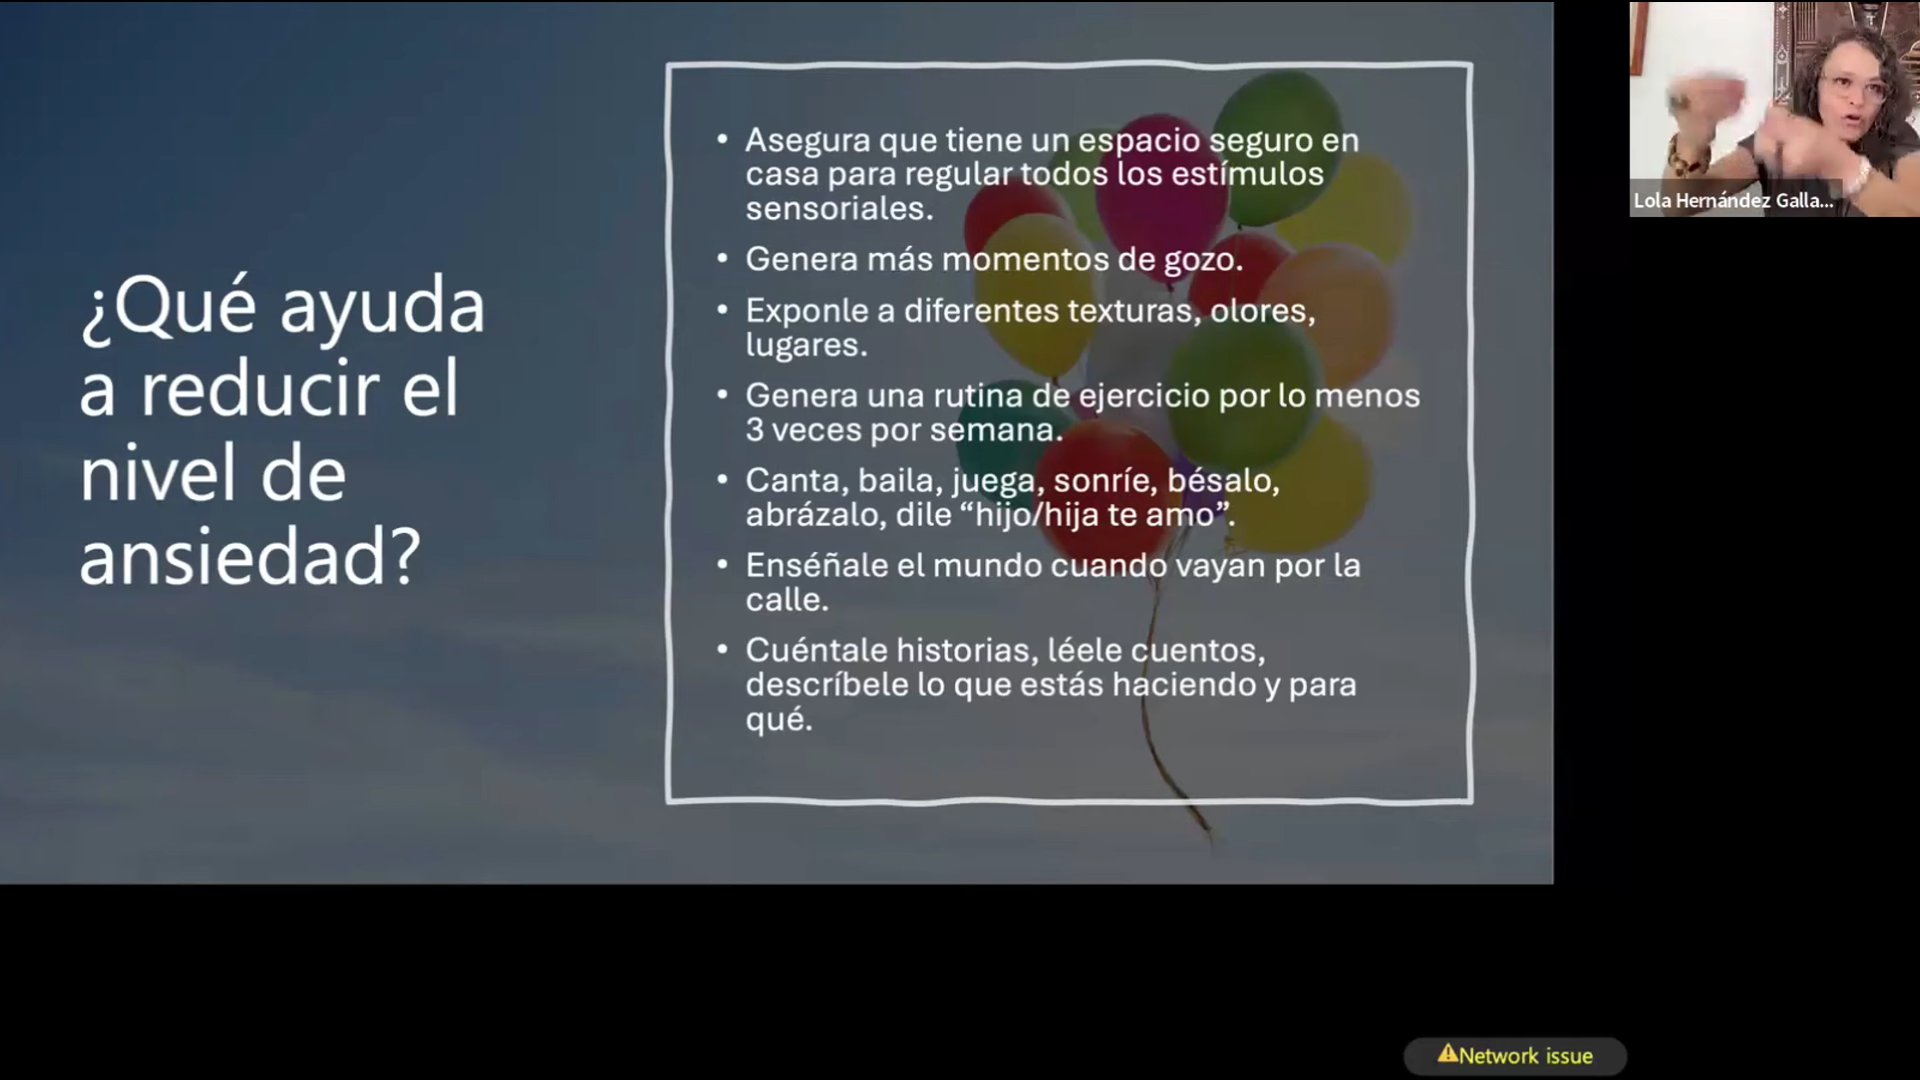 ¿Qué ayuda
a reducir el
nivel de
ansiedad?
• Asegura que tiene un espacio seguro en
casa para regular todos los estímulos
sensoriales.
• Genera más momentos de gozo.
• Exponle a diferentes texturas, olores,
lugares.
• Genera una rutina de ejercicio por lo menos
3 veces por semana.
• Canta, baila, juega, sonríe, bésalo,
abrázalo, dile “hijo/hija te amo”.
• Enséñale el mundo cuando vayan por la
calle.
• Cuéntale historias, léele cuentos,
descríbele lo que estás haciendo y para
qué.
Lola Hernández Galla...
Network issue